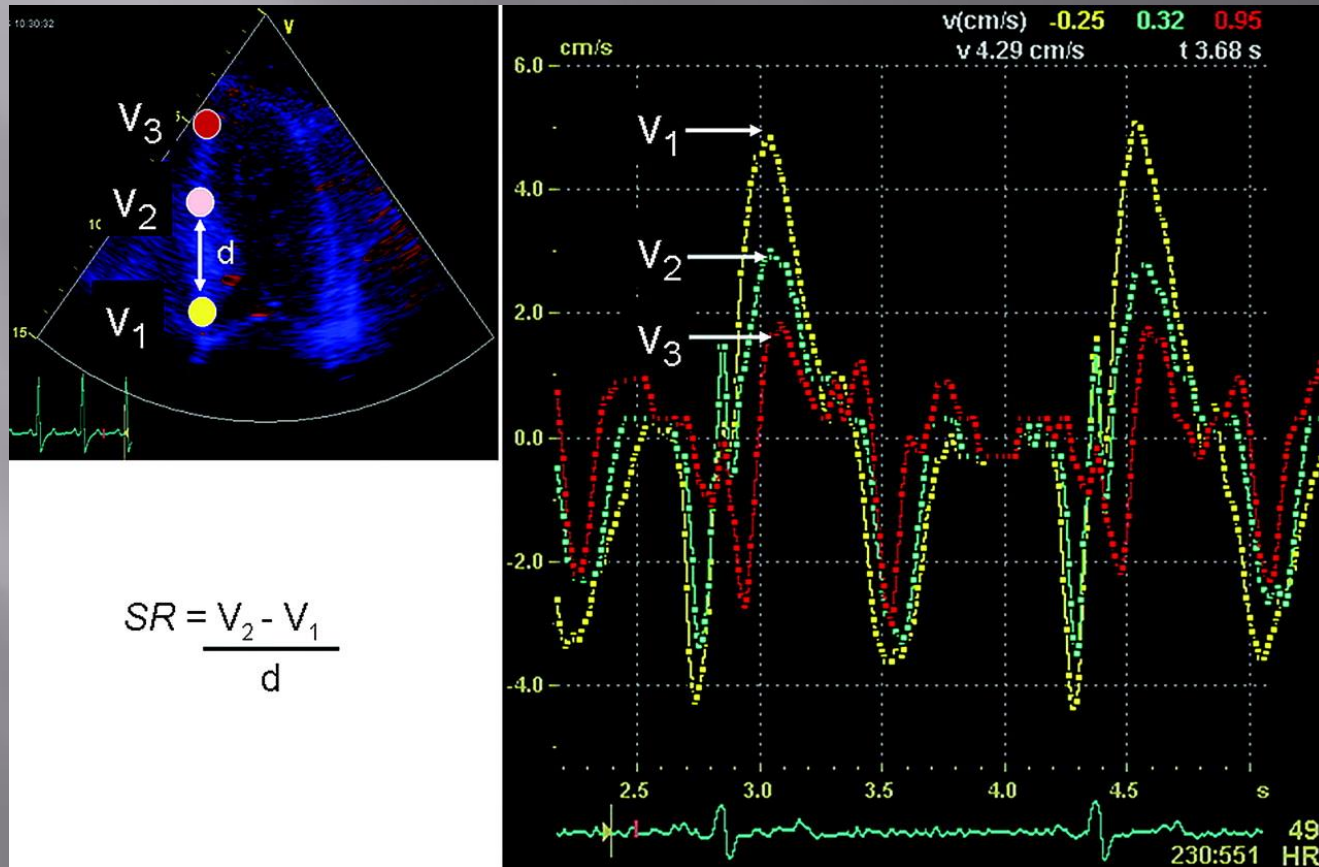 10:30:32
V
V3
5
V2
10
d
V1
15
SR = V2 - V1
d
v(cm/s) -0.25 0.32 0.95
v 4.29 cm/s t 3.68 s
cm/s
6.0
V1
4.0
V2
2.0
V3
0.0
-2.0
-4.0
2.5 3.0 3.5 4.0 4.5 s
49
HR
230:551